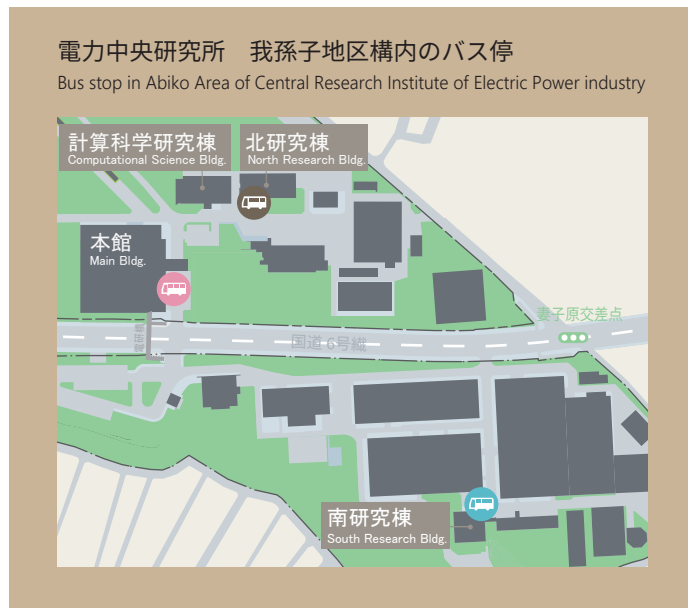 電力中央研究所　我孫子地区構内のバス停
Bus stop in Abiko Area of Central Research Institute of Electric Power industry
計算科学研究棟
Computational Science Bldg.
北研究棟
North Research Bldg.
本館
Main Bldg.
妻子原交差点
電研橋
国道6号線
南研究棟
South Research Bldg.